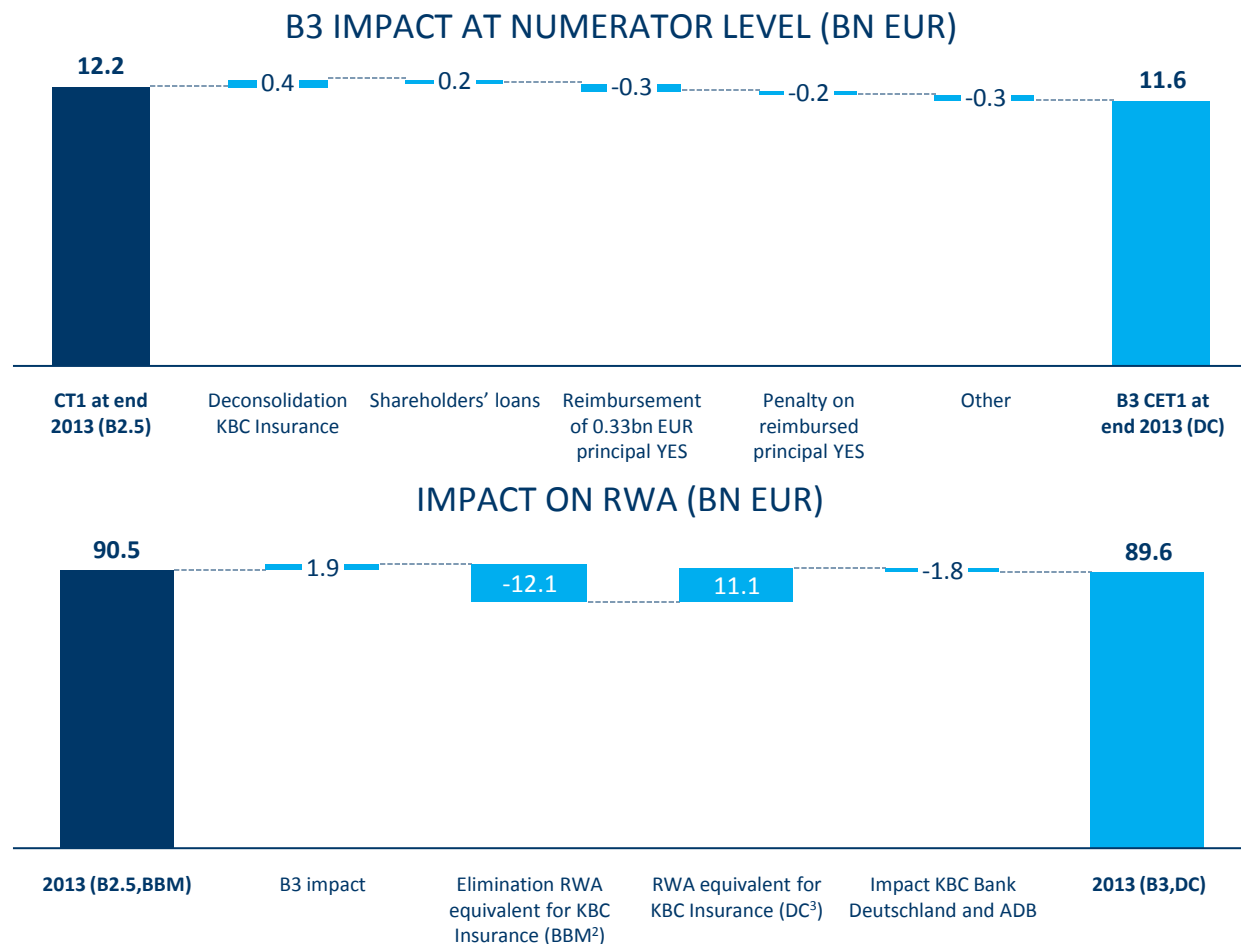 B3 IMPACT AT NUMERATOR LEVEL (BN EUR)
12.2
0.4
0.2
-0.3
-0.2
-0.3
11.6
CT1 at end
2013 (B2.5)
Deconsolidation
KBC Insurance
Shareholders’ loans
Reimbursement
of 0.33bn EUR
principal YES
Penalty on
reimbursed
principal YES
Other
B3 CET1 at
end 2013 (DC)
IMPACT ON RWA (BN EUR)
90.5
1.9
-12.1
11.1
-1.8
89.6
2013 (B2.5,BBM)
B3 impact
Elimination RWA
equivalent for KBC
Insurance (BBM²)
RWA equivalent for
KBC Insurance (DC³)
Impact KBC Bank
Deutschland and ADB
2013 (B3,DC)